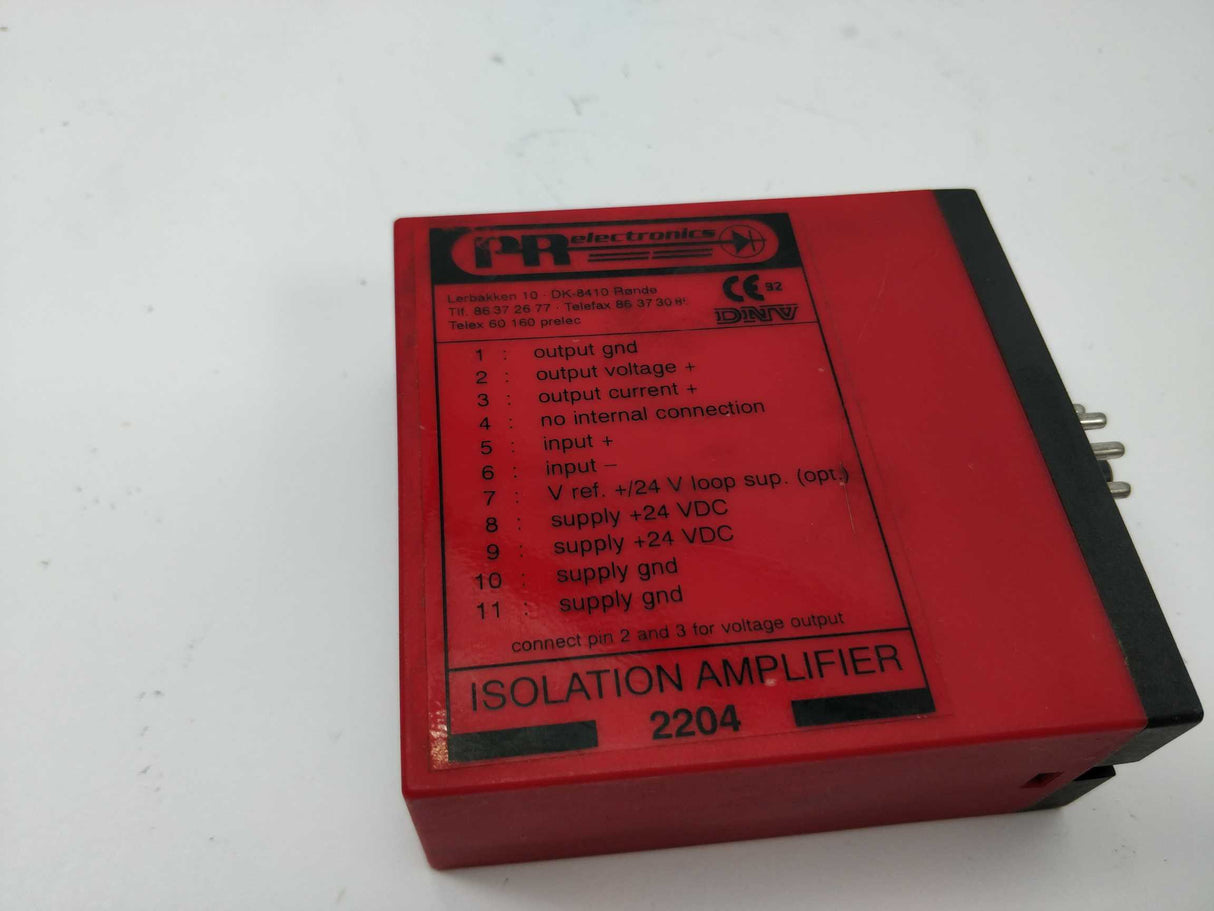 PR electronics
Lerbakken 10 · DK-8410 Rønde
Tlf. 86 37 26 77 · Telefax 86 37 30 85
Telex 60 160 prelec
CE 92
DNV
1 : output gnd
2 : output voltage +
3 : output current +
4 : no internal connection
5 : input +
6 : input –
7 : V ref. +/24 V loop sup. (opt.)
8 : supply +24 VDC
9 : supply +24 VDC
10 : supply gnd
11 : supply gnd
connect pin 2 and 3 for voltage output
ISOLATION AMPLIFIER
2204